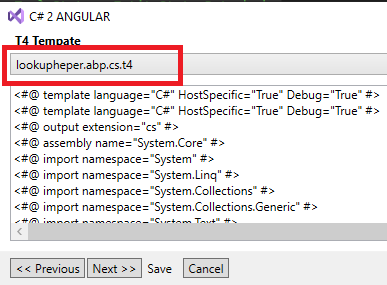 C# 2 ANGULAR
T4 Tempate
lookupheper.abp.cs.t4
<#@ template language="C#" HostSpecific="True" Debug="True" #>
<#@ template language="C#" HostSpecific="True" Debug="True" #>
<#@ output extension="cs" #>
<#@ assembly name="System.Core" #>
<#@ import namespace="System" #>
<#@ import namespace="System.Linq" #>
<#@ import namespace="System.Collections" #>
<#@ import namespace="System.Collections.Generic" #>
<#@ import namespace="System.Text" #>
<< Previous Next >> Save Cancel